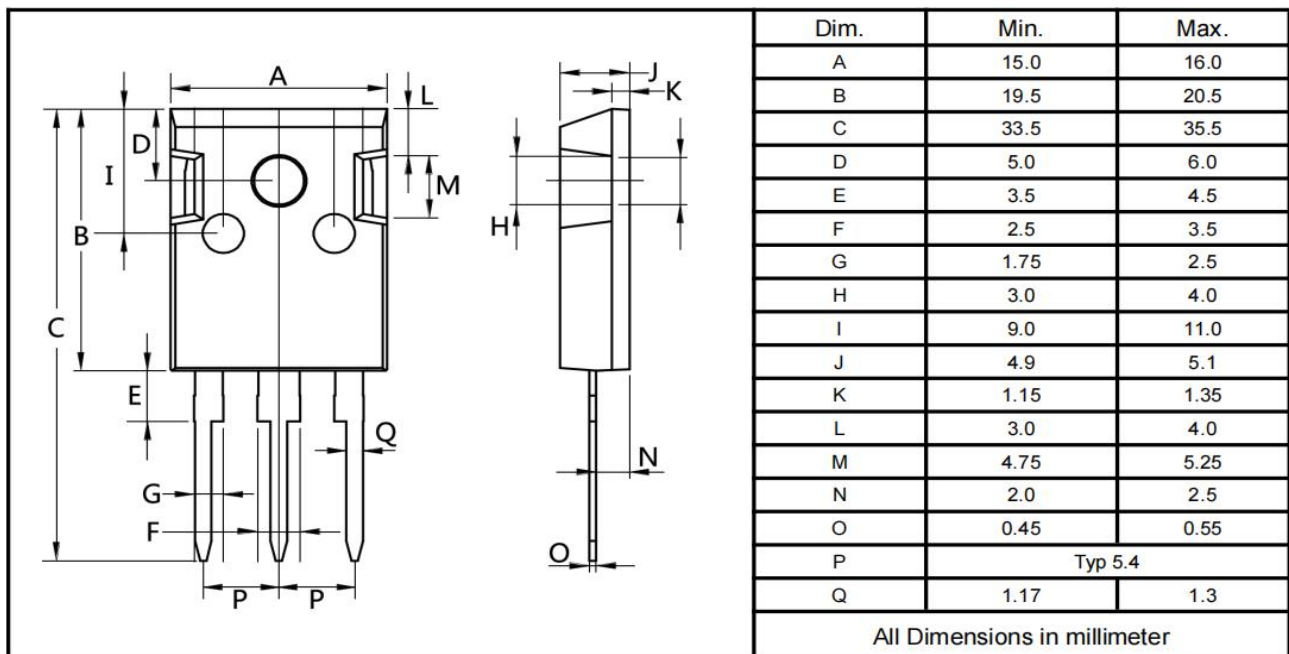 A
L
D
I
M
B
C
E
Q
G
F
P P
J
K
H
N
O
Dim. Min. Max.
A 15.0 16.0
B 19.5 20.5
C 33.5 35.5
D 5.0 6.0
E 3.5 4.5
F 2.5 3.5
G 1.75 2.5
H 3.0 4.0
I 9.0 11.0
J 4.9 5.1
K 1.15 1.35
L 3.0 4.0
M 4.75 5.25
N 2.0 2.5
O 0.45 0.55
P Typ 5.4
Q 1.17 1.3
All Dimensions in millimeter